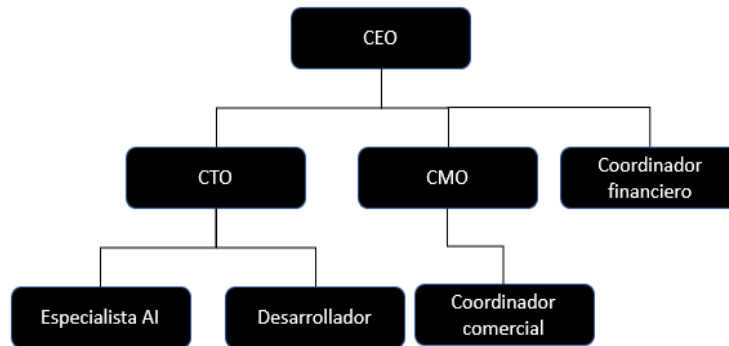 CEO
CTO
CMO
Coordinador
financiero
Especialista AI
Desarrollador
Coordinador
comercial